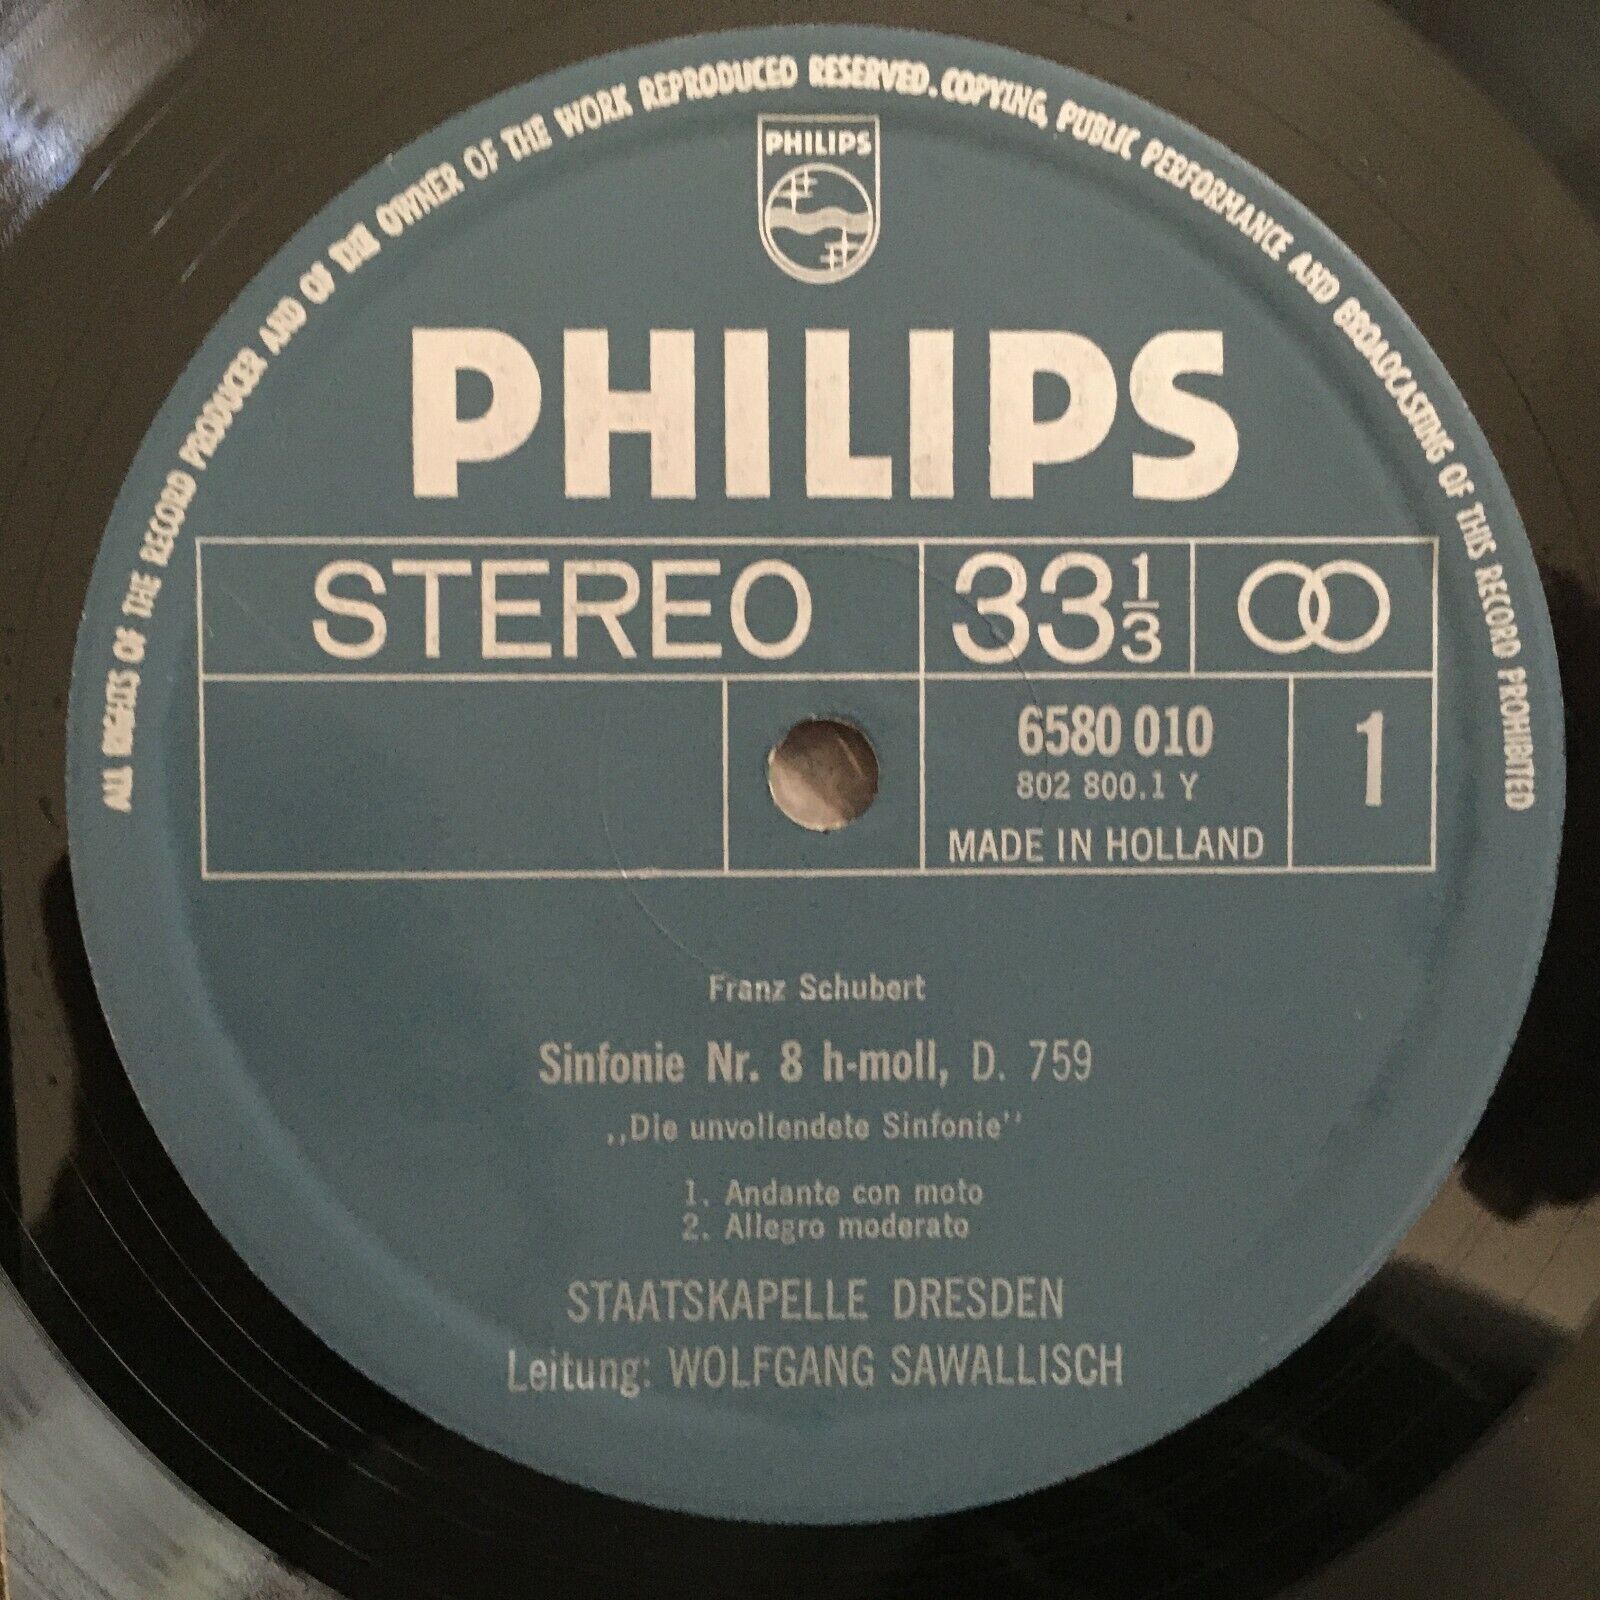 ALL RIGHTS OF THE RECORD PRODUCER AND OF THE OWNER OF THE WORK REPRODUCED RESERVED. COPYING, PUBLIC PERFORMANCE AND BROADCASTING OF THIS RECORD PROHIBITED
PHILIPS
PHILIPS
STEREO 33 1/3
6580 010 1
802 800.1 Y
MADE IN HOLLAND
Franz Schubert
Sinfonie Nr. 8 h-moll, D. 759
,,Die unvollendete Sinfonie''
1. Andante con moto
2. Allegro moderato
STAATSKAPELLE DRESDEN
Leitung: WOLFGANG SAWALLISCH